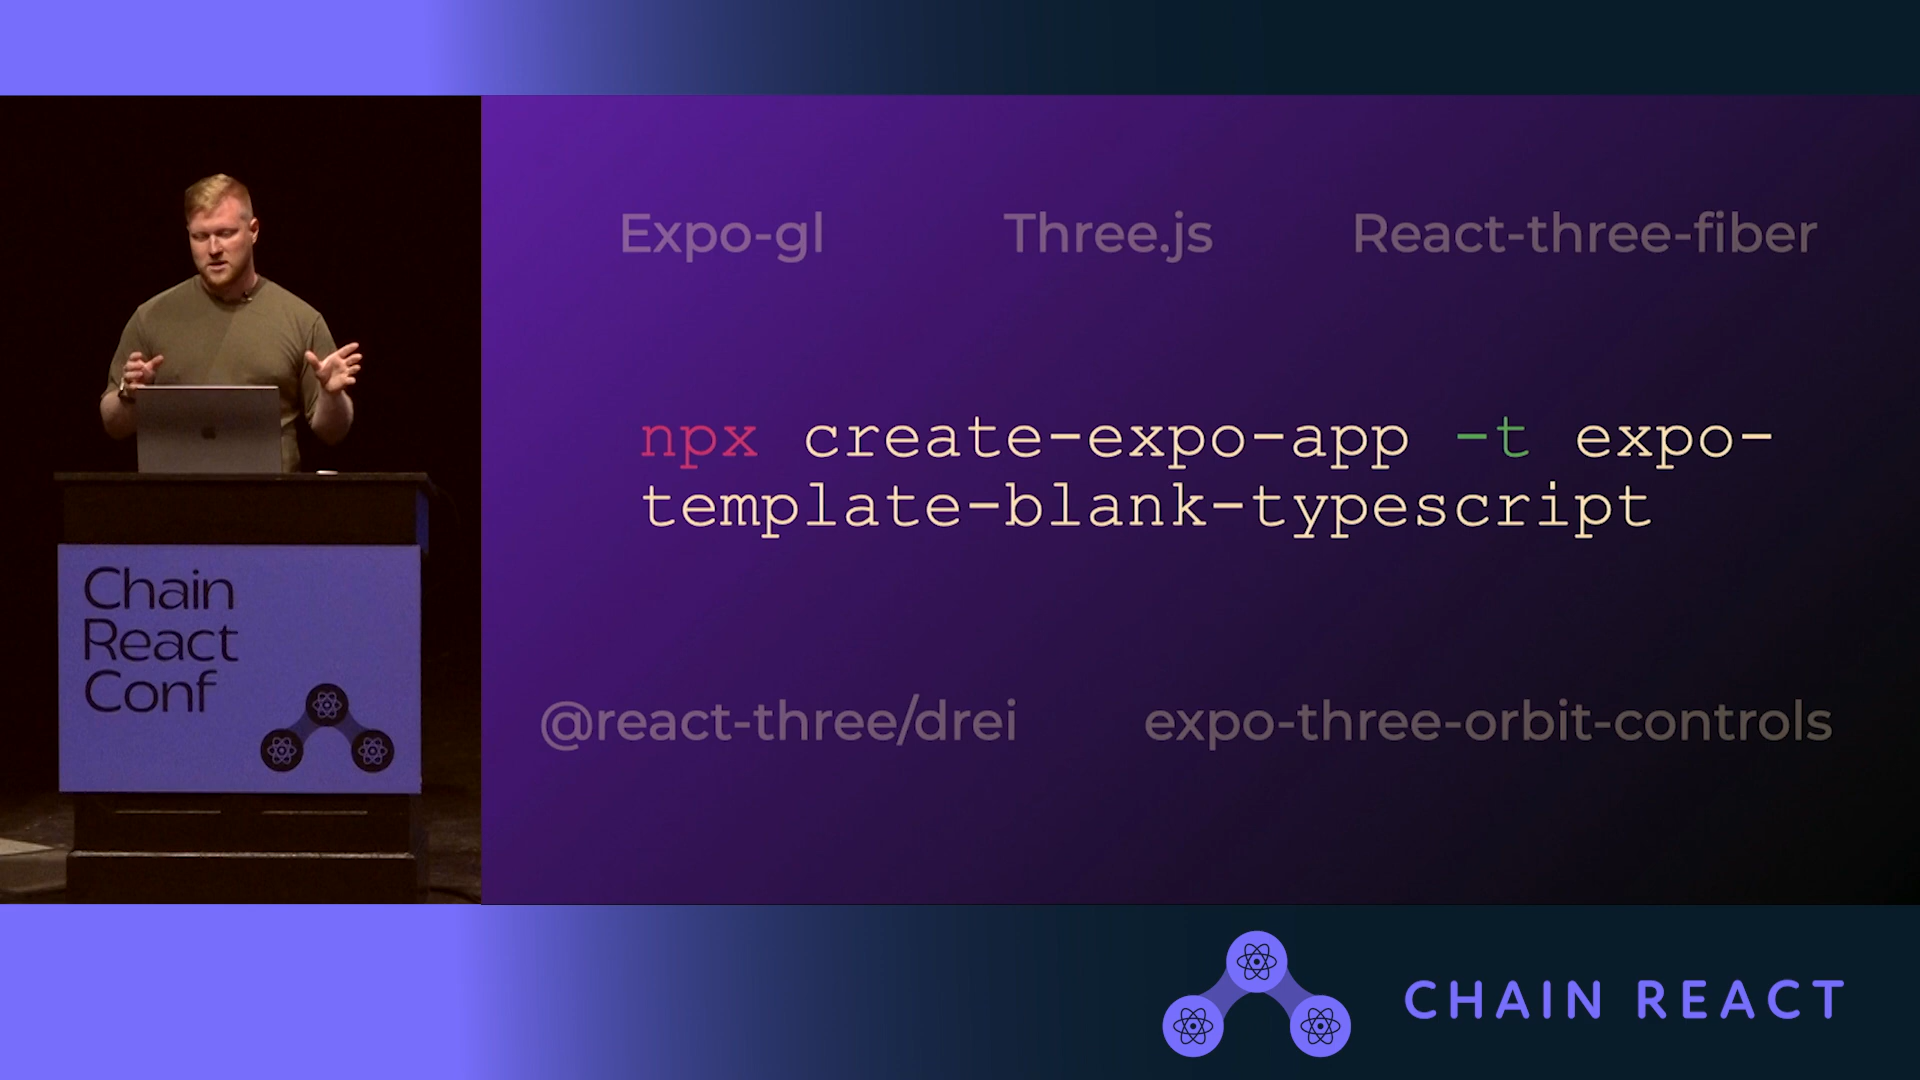 Expo-gl
Three.js
React-three-fiber
npx create-expo-app -t expo-
template-blank-typescript
@react-three/drei
expo-three-orbit-controls
Chain
React
Conf
CHAIN REACT